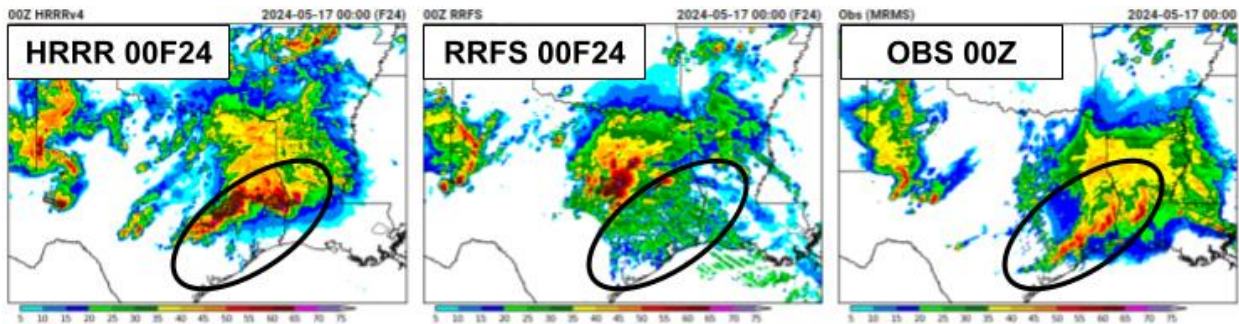 00Z HRRRv4 2024-05-17 00:00 (F24)
HRRR 00F24
5 10 15 20 25 30 35 40 45 50 55 60 65 70 75
00Z RRFS 2024-05-17 00:00 (F24)
RRFS 00F24
5 10 15 20 25 30 35 40 45 50 55 60 65 70 75
Obs (MRMS) 2024-05-17 00:00
OBS 00Z
5 10 15 20 25 30 35 40 45 50 55 60 65 70 75